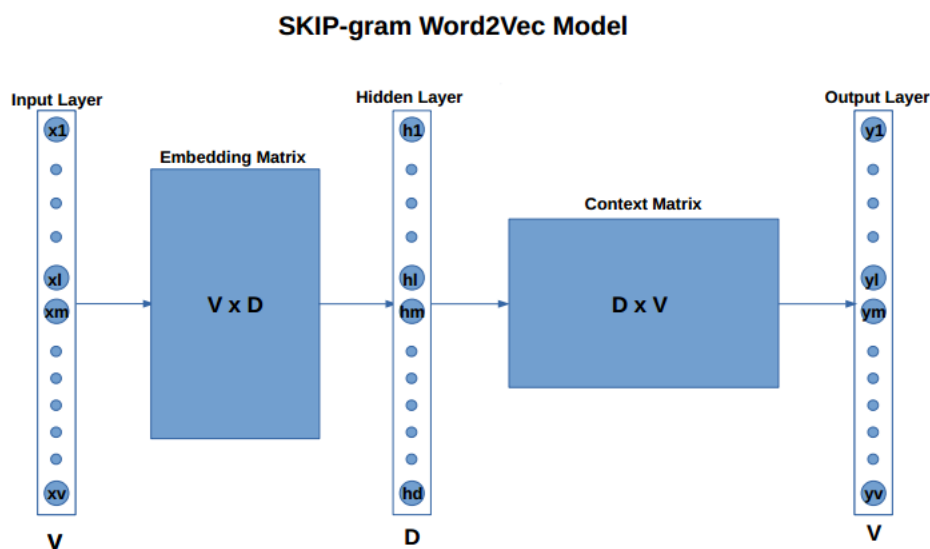 SKIP-gram Word2Vec Model
Input Layer
Hidden Layer
Output Layer
Embedding Matrix
Context Matrix
x1
xl
xm
xv
V
V x D
h1
hl
hm
hd
D
D x V
y1
yl
ym
yv
V